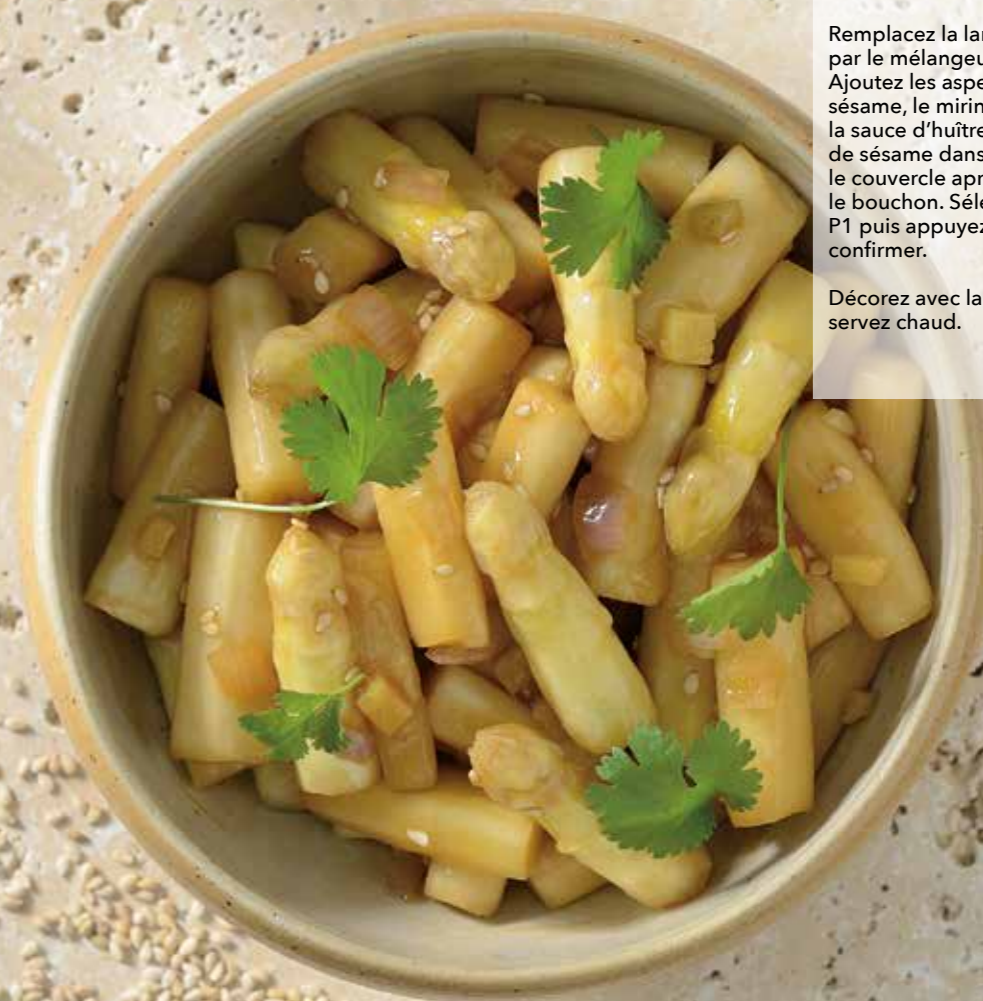 Remplacez la
par le
Ajoutez les
sésame, le mirin
la sauce
de sésame dans
le couvercle
le bouchon.
P1 puis appuyez
confirmer.
Décorez avec la
servez chaud.